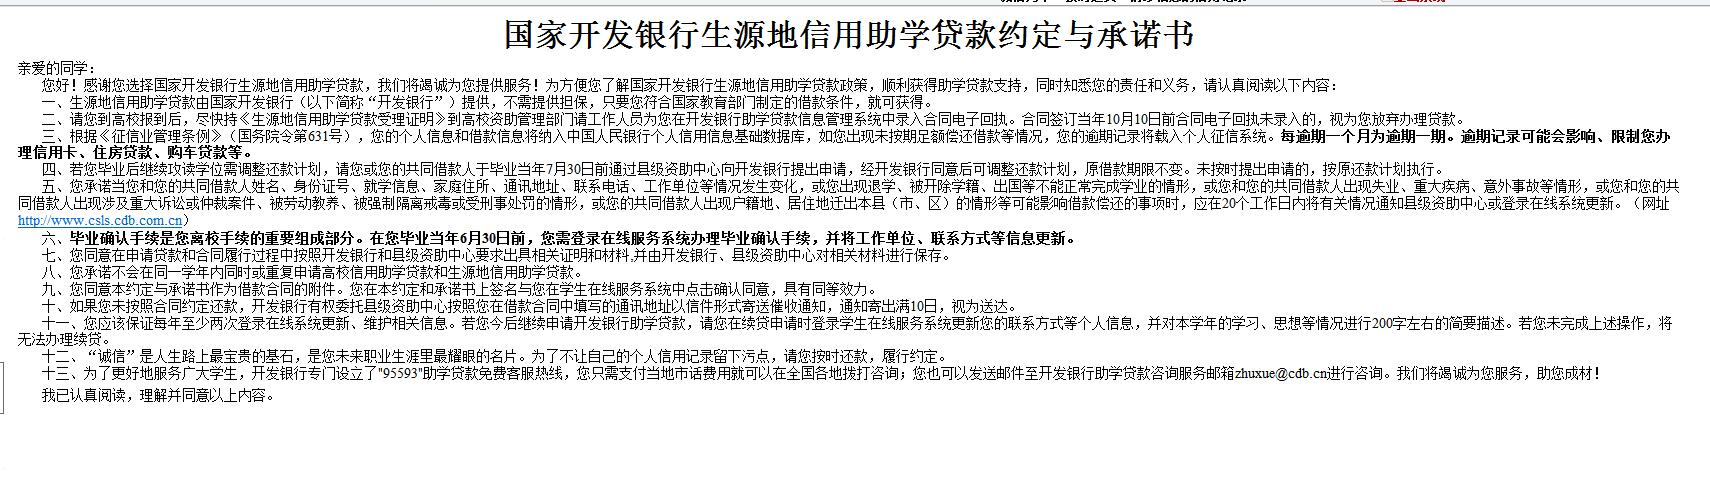 国家开发银行生源地信用助学贷款约定与承诺书
亲爱的同学：
您好！感谢您选择国家开发银行生源地信用助学贷款，我们将竭诚为您提供服务！为方便您了解国家开发银行生源地信用助学贷款政策，顺利获得助学贷款支持，同时知悉您的责任和义务，请认真阅读以下内容：
一、生源地信用助学贷款由国家开发银行（以下简称“开发银行”）提供，不需提供担保，只要您符合国家教育部门制定的借款条件，就可获得。
二、请您到高校报到后，尽快持《生源地信用助学贷款受理证明》到高校资助管理部门请工作人员为您在开发银行助学贷款信息管理系统中录入合同电子回执。合同签订当年10月10日前合同电子回执未录入的，视为您放弃办理贷款。
三、根据《征信业管理条例》（国务院令第631号），您的个人信息和借款信息将纳入中国人民银行个人信用信息基础数据库，如您出现未按期足额偿还借款等情况，您的逾期记录将载入个人征信系统。每逾期一个月为逾期一期。逾期记录可能会影响、限制您办
理信用卡、住房贷款、购车贷款等。
四、若您毕业后继续攻读学位需调整还款计划，请您或您的共同借款人于毕业当年7月30日前通过县级资助中心向开发银行提出申请，经开发银行同意后可调整还款计划，原借款期限不变。未按时提出申请的，按原还款计划执行。
五、您承诺当您和您的共同借款人姓名、身份证号、就学信息、家庭住所、通讯地址、联系电话、工作单位等情况发生变化，或您出现退学、被开除学籍、出国等不能正常完成学业的情形，或您和您的共同借款人出现失业、重大疾病、意外事故等情形，或您和您的共
同借款人出现涉及重大诉讼或仲裁案件、被劳动教养、被强制隔离戒毒或受刑事处罚的情形，或您的共同借款人出现户籍地、居住地迁出本县（市、区）的情形等可能影响借款偿还的事项时，应在20个工作日内将有关情况通知县级资助中心或登录在线系统更新。（网址
http://www.csls.cdb.com.cn）
六、毕业确认手续是您离校手续的重要组成部分。在您毕业当年6月30日前，您需登录在线服务系统办理毕业确认手续，并将工作单位、联系方式等信息更新。
七、您同意在申请贷款和合同履行过程中按照开发银行和县级资助中心要求出具相关证明和材料,并由开发银行、县级资助中心对相关材料进行保存。
八、您承诺不会在同一学年内同时或重复申请高校信用助学贷款和生源地信用助学贷款。
九、您同意本约定与承诺书作为借款合同的附件。您在本约定和承诺书上签名与您在学生在线服务系统中点击确认同意，具有同等效力。
十、如果您未按照合同约定还款，开发银行有权委托县级资助中心按照您在借款合同中填写的通讯地址以信件形式寄送催收通知，通知寄出满10日，视为送达。
十一、您应该保证每年至少两次登录在线系统更新、维护相关信息。若您今后继续申请开发银行助学贷款，请您在续贷申请时登录学生在线服务系统更新您的联系方式等个人信息，并对本学年的学习、思想等情况进行200字左右的简要描述。若您未完成上述操作，将
无法办理续贷。
十二、“诚信”是人生路上最宝贵的基石，是您未来职业生涯里最耀眼的名片。为了不让自己的个人信用记录留下污点，请您按时还款，履行约定。
十三、为了更好地服务广大学生，开发银行专门设立了"95593"助学贷款免费客服热线，您只需支付当地市话费用就可以在全国各地拨打咨询；您也可以发送邮件至开发银行助学贷款咨询服务邮箱zhuxue@cdb.cn进行咨询。我们将竭诚为您服务，助您成材！
我已认真阅读，理解并同意以上内容。